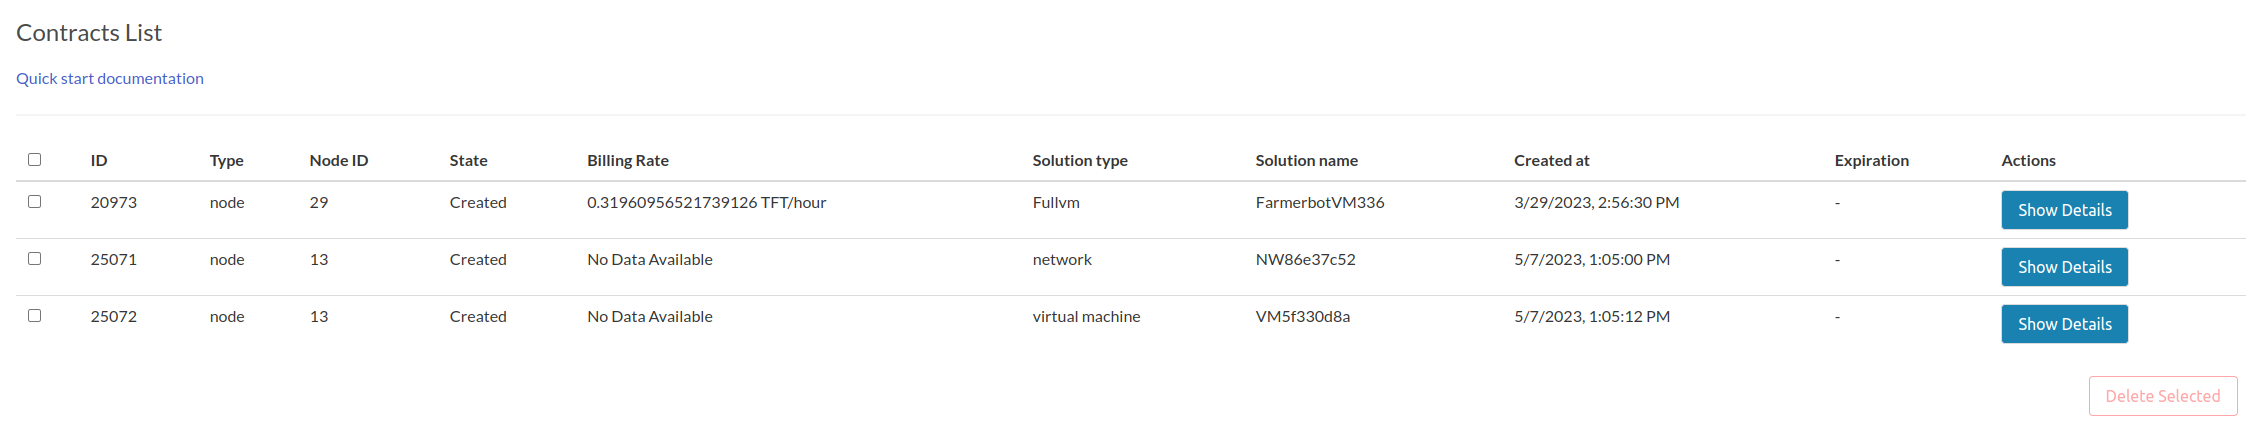 Contracts List
Quick start documentation
ID Type Node ID State Billing Rate Solution type Solution name Created at Expiration Actions
20973 node 29 Created 0.31960956521739126 TFT/hour Fullvm FarmerbotVM336 3/29/2023, 2:56:30 PM - Show Details
25071 node 13 Created No Data Available network NW86e37c52 5/7/2023, 1:05:00 PM - Show Details
25072 node 13 Created No Data Available virtual machine VM5f330d8a 5/7/2023, 1:05:12 PM - Show Details
Delete Selected